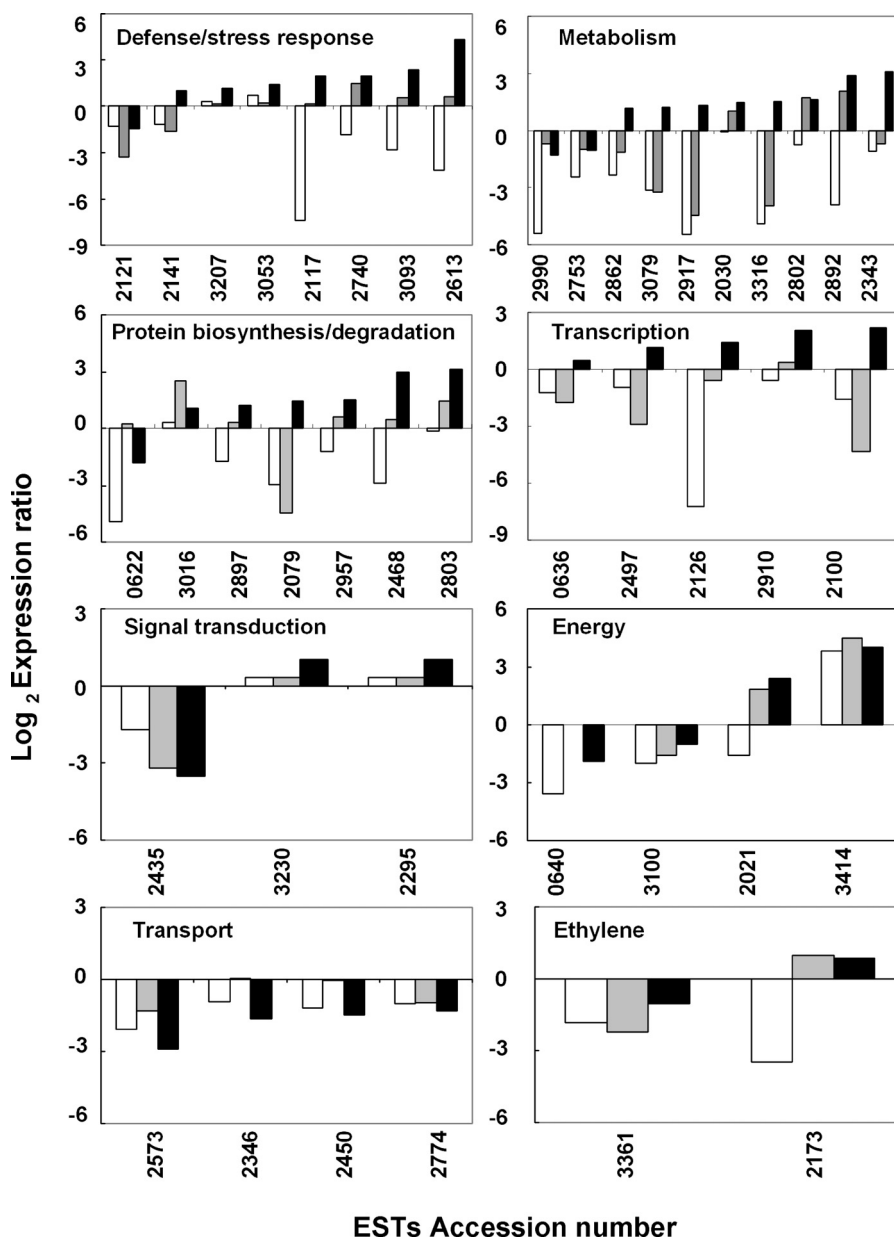 Log 2 Expression ratio
Defense/stress response
6
3
0
-3
-6
-9
2121 2141 3207 3053 2117 2740 3093 2613
Metabolism
6
3
0
-3
-6
2990 2753 2862 3079 2917 2030 3316 2802 2892 2343
Protein biosynthesis/degradation
6
3
0
-3
-6
0622 3016 2897 2079 2957 2468 2803
Transcription
3
0
-3
-6
-9
0636 2497 2126 2910 2100
Signal transduction
3
0
-3
-6
2435 3230 2295
Energy
6
3
0
-3
-6
0640 3100 2021 3414
Transport
3
0
-3
-6
2573 2346 2450 2774
Ethylene
3
0
-3
-6
3361 2173
ESTs Accession number